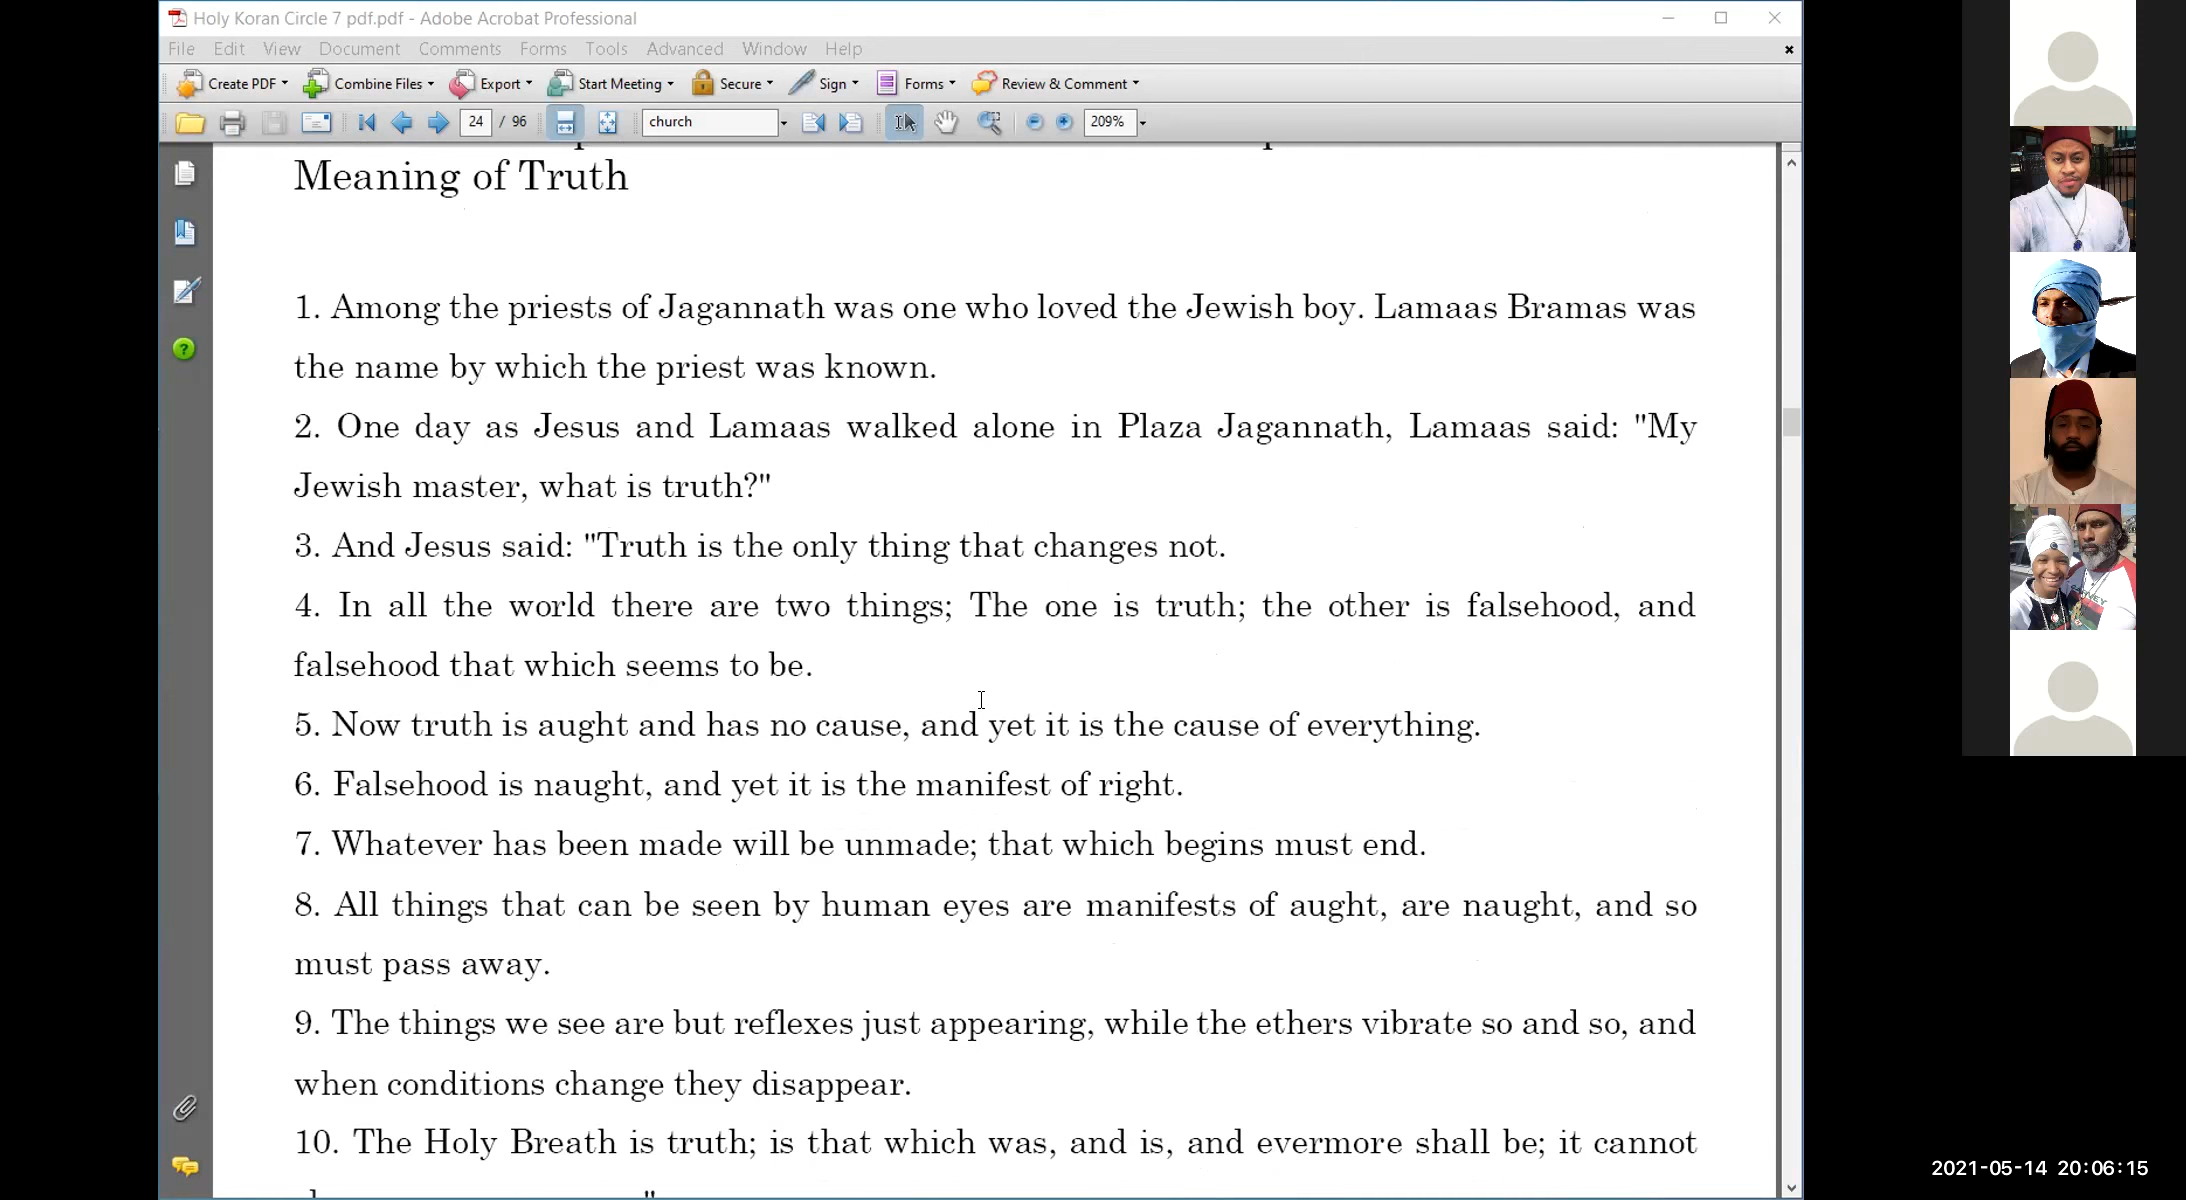 Holy Koran Circle 7 pdf.pdf - Adobe Acrobat Professional
File Edit View Document Comments Forms Tools Advanced Window Help
Create PDF Combine Files Export Start Meeting Secure Sign Forms Review & Comment
24 / 96 church 209%
Meaning of Truth
1. Among the priests of Jagannath was one who loved the Jewish boy. Lamaas Bramas was
the name by which the priest was known.
2. One day as Jesus and Lamaas walked alone in Plaza Jagannath, Lamaas said: "My
Jewish master, what is truth?"
3. And Jesus said: "Truth is the only thing that changes not.
4. In all the world there are two things; The one is truth; the other is falsehood, and
falsehood that which seems to be.
5. Now truth is aught and has no cause, and yet it is the cause of everything.
6. Falsehood is naught, and yet it is the manifest of right.
7. Whatever has been made will be unmade; that which begins must end.
8. All things that can be seen by human eyes are manifests of aught, are naught, and so
must pass away.
9. The things we see are but reflexes just appearing, while the ethers vibrate so and so, and
when conditions change they disappear.
10. The Holy Breath is truth; is that which was, and is, and evermore shall be; it cannot
2021-05-14 20:06:15